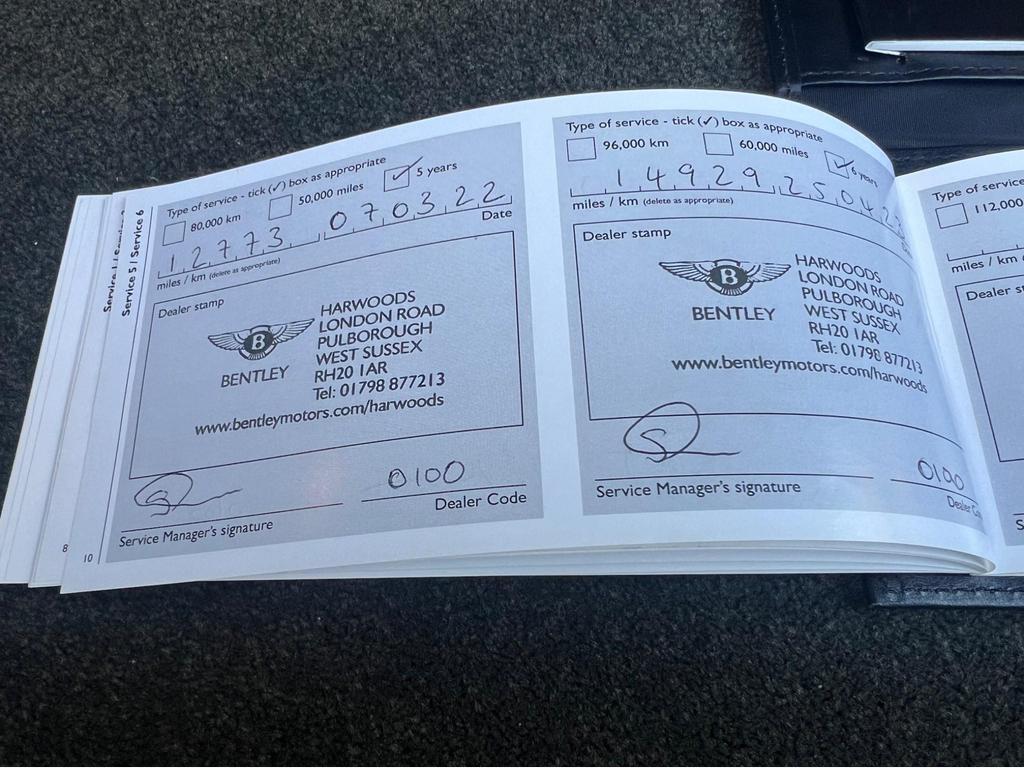 Service 5 / Service 6
Type of service - tick (✓) box as appropriate
80,000 km
50,000 miles
✓ 5 years
12773 070322
miles / km (delete as appropriate)
Date
Dealer stamp
B
BENTLEY
HARWOODS
LONDON ROAD
PULBOROUGH
WEST SUSSEX
RH20 1AR
Tel: 01798 877213
www.bentleymotors.com/harwoods
0100
Service Manager's signature
Dealer Code
8
10
Type of service - tick (✓) box as appropriate
96,000 km
60,000 miles
✓ 6 years
14929 2504
miles / km (delete as appropriate)
Dealer stamp
B
BENTLEY
HARWOODS
LONDON ROAD
PULBOROUGH
WEST SUSSEX
RH20 1AR
Tel: 01798 877213
www.bentleymotors.com/harwoods
0100
Service Manager's signature
Dealer
Type of service
112,000
miles / km
Dealer